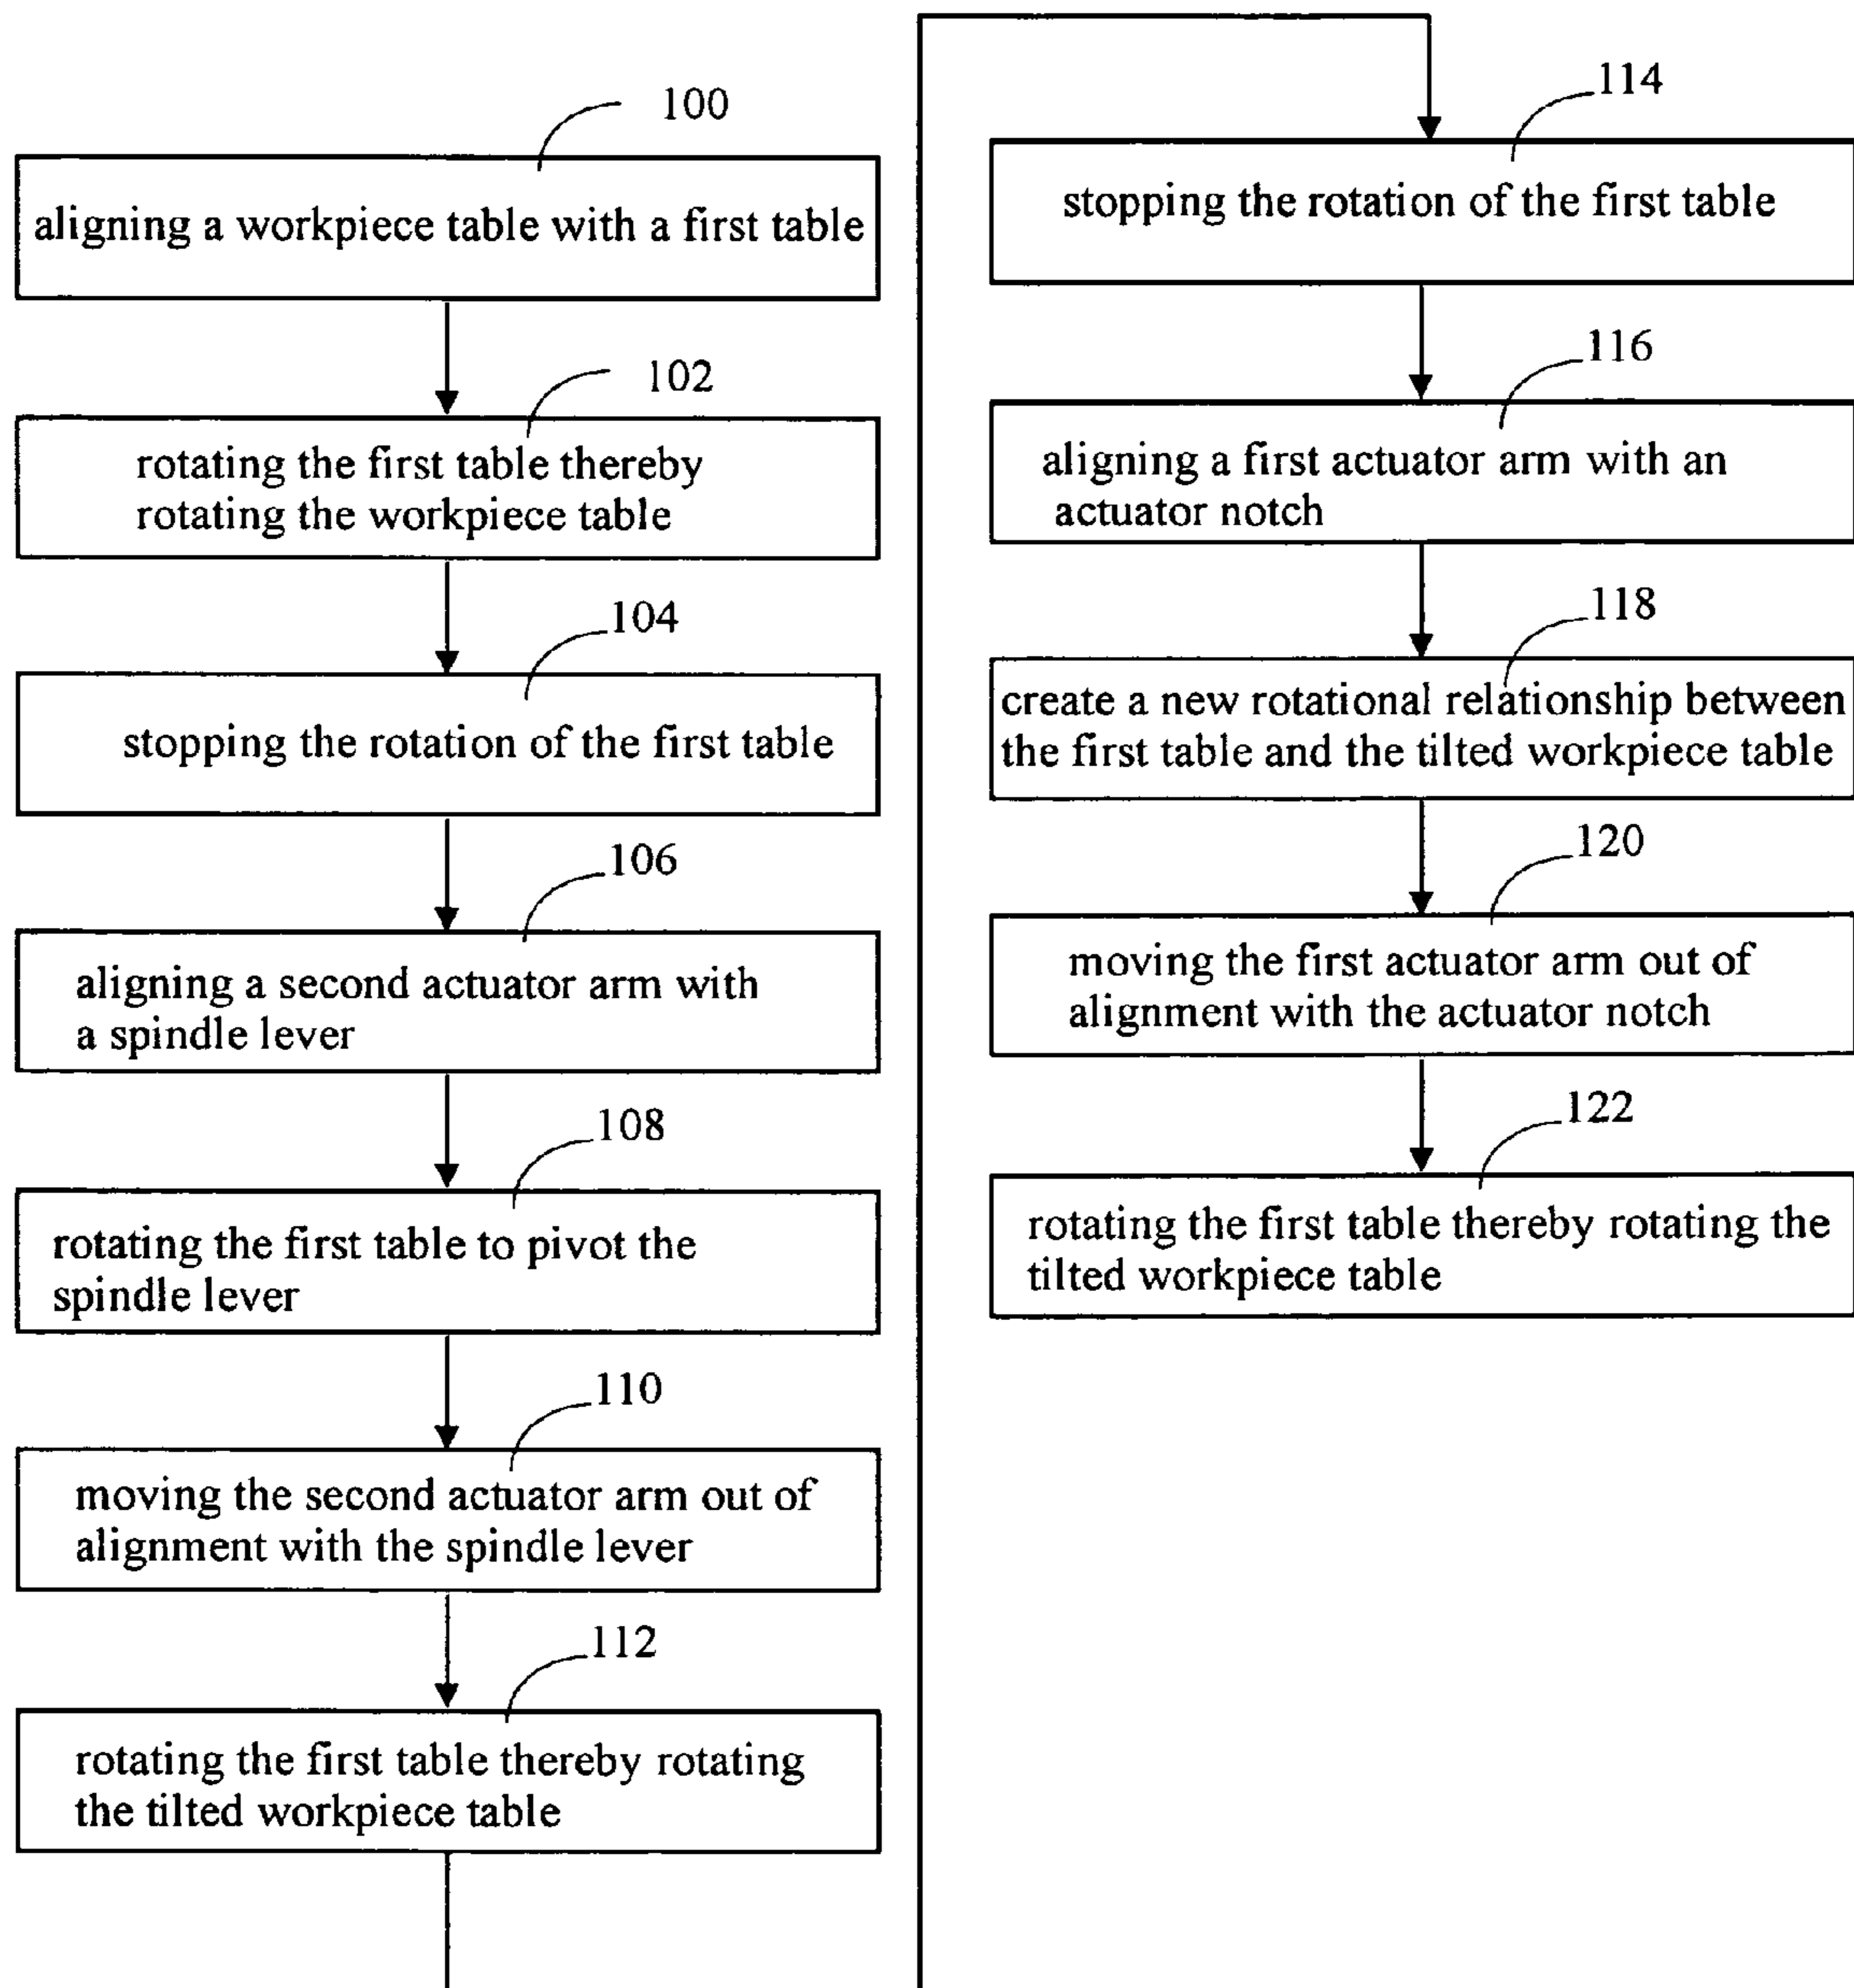 100
aligning a workpiece table with a first table
102
rotating the first table thereby
rotating the workpiece table
104
stopping the rotation of the first table
106
aligning a second actuator arm with
a spindle lever
108
rotating the first table to pivot the
spindle lever
110
moving the second actuator arm out of
alignment with the spindle lever
112
rotating the first table thereby rotating
the tilted workpiece table
114
stopping the rotation of the first table
116
aligning a first actuator arm with an
actuator notch
118
create a new rotational relationship between
the first table and the tilted workpiece table
120
moving the first actuator arm out of
alignment with the actuator notch
122
rotating the first table thereby rotating the
tilted workpiece table